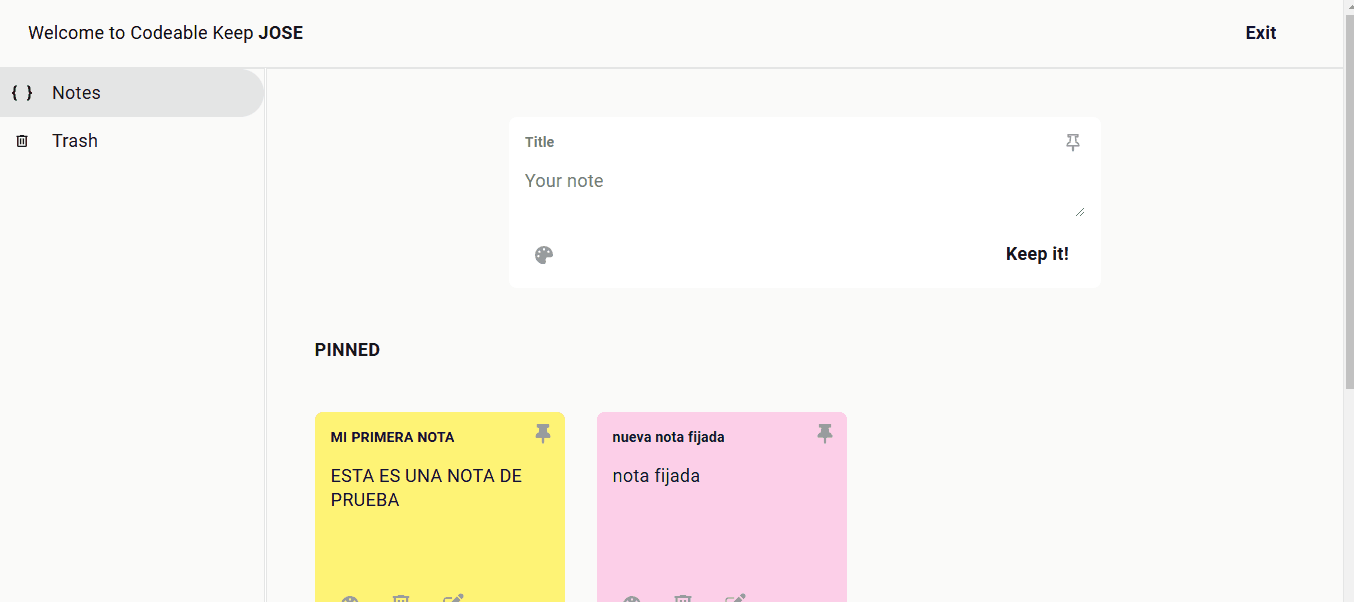 Welcome to Codeable Keep JOSE
Exit
Notes
Trash
Title
Your note
Keep it!
PINNED
MI PRIMERA NOTA
ESTA ES UNA NOTA DE
PRUEBA
nueva nota fijada
nota fijada